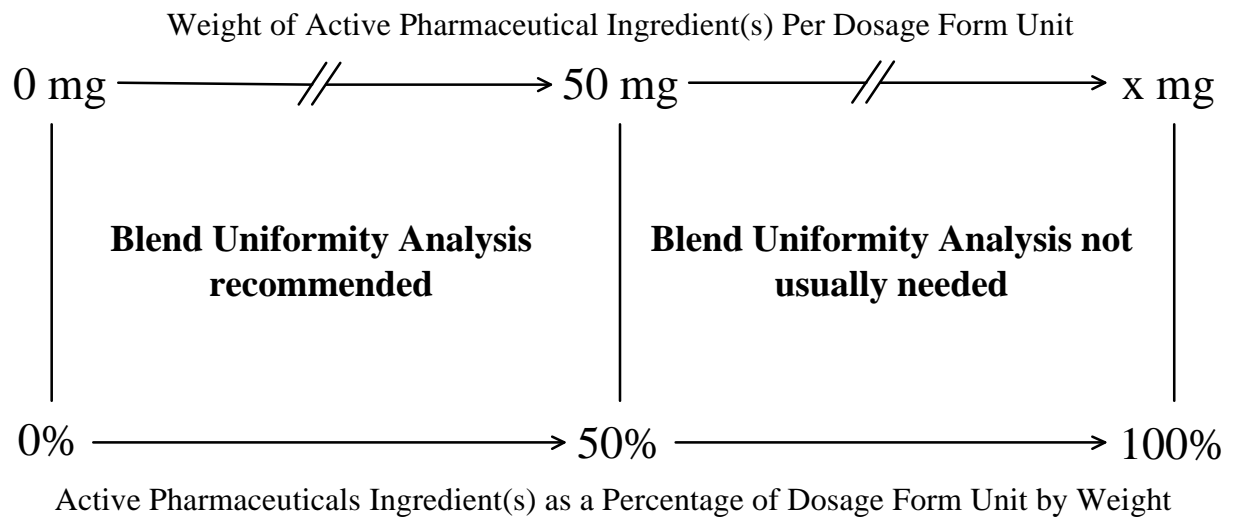 Weight of Active Pharmaceutical Ingredient(s) Per Dosage Form Unit
0 mg 50 mg x mg
Blend Uniformity Analysis
recommended
Blend Uniformity Analysis not
usually needed
0% 50% 100%
Active Pharmaceuticals Ingredient(s) as a Percentage of Dosage Form Unit by Weight